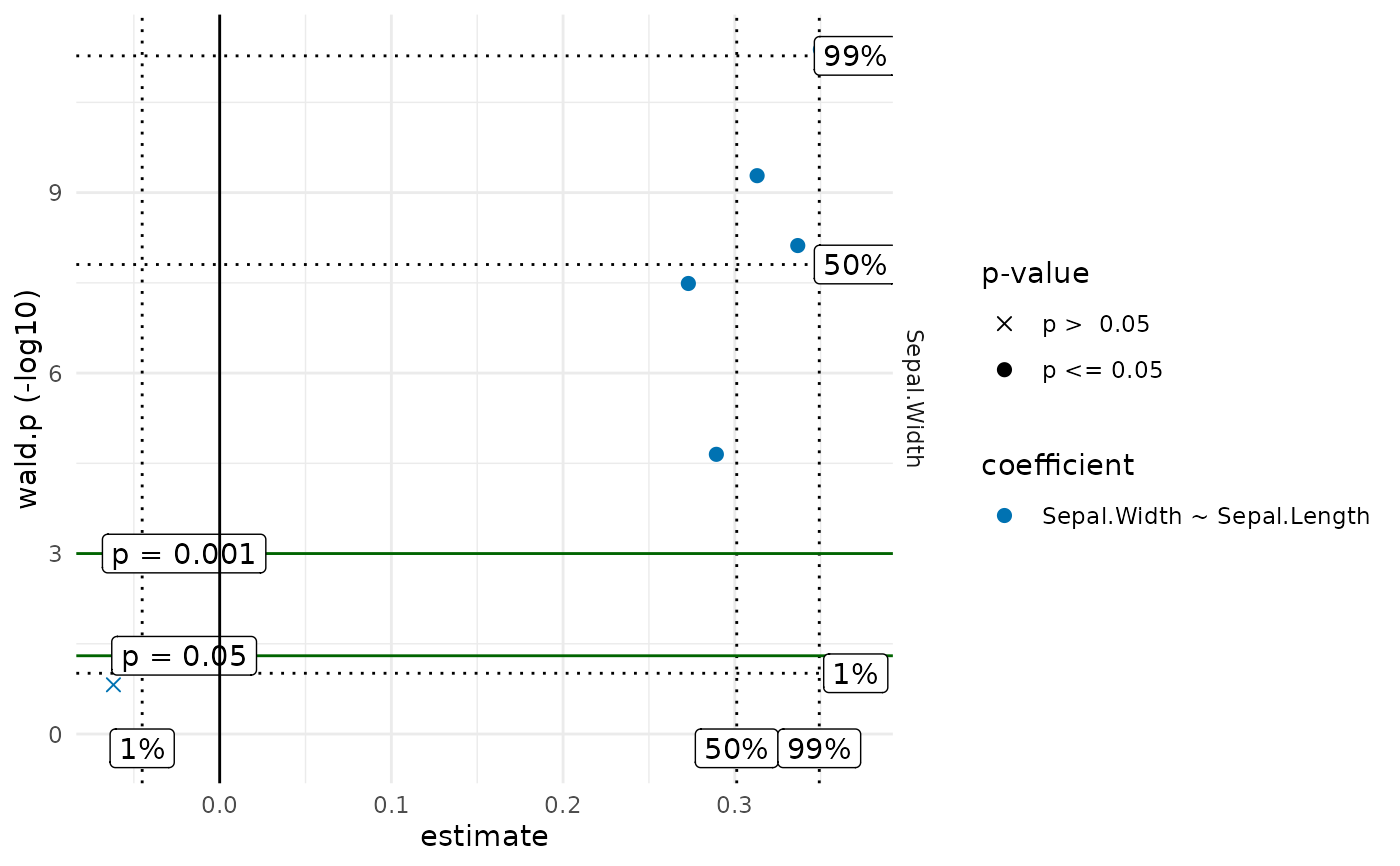 99%
9
50%
6
wald.p (-log10)
Sepal.Width
3
p = 0.001
p = 0.05
1%
0
1%
50%
99%
0.0
0.1
0.2
0.3
estimate
p-value
p >  0.05
p <= 0.05
coefficient
Sepal.Width ~ Sepal.Length